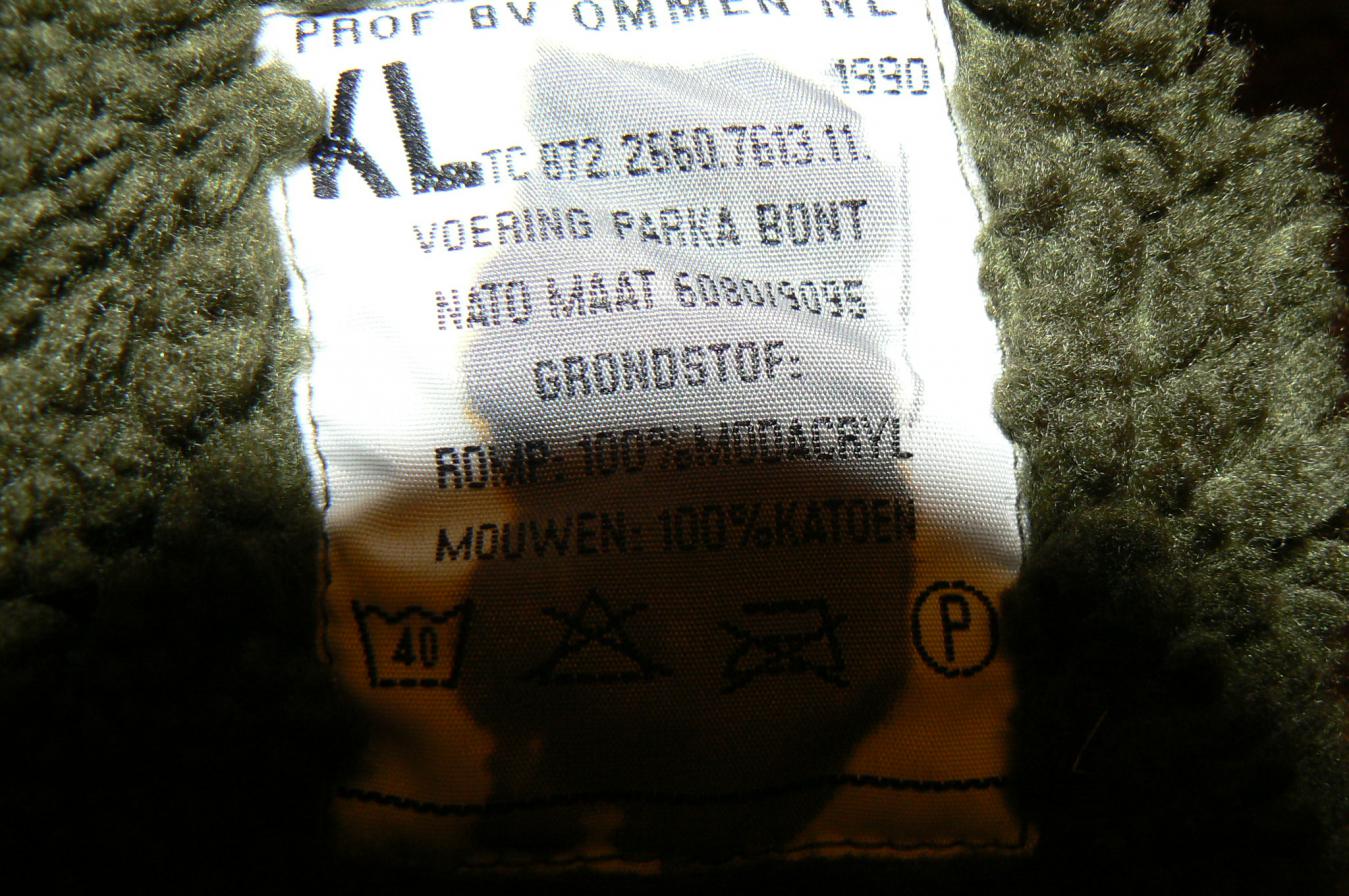 PROF BV OMMEN NL
1990
XL TC 872.2660.7613.11.
VOERING PARKA BONT
NATO MAAT 6080/9095
GRONDSTOF:
ROMP: 100%MODACRYL
MOUWEN: 100%KATOEN
40 P